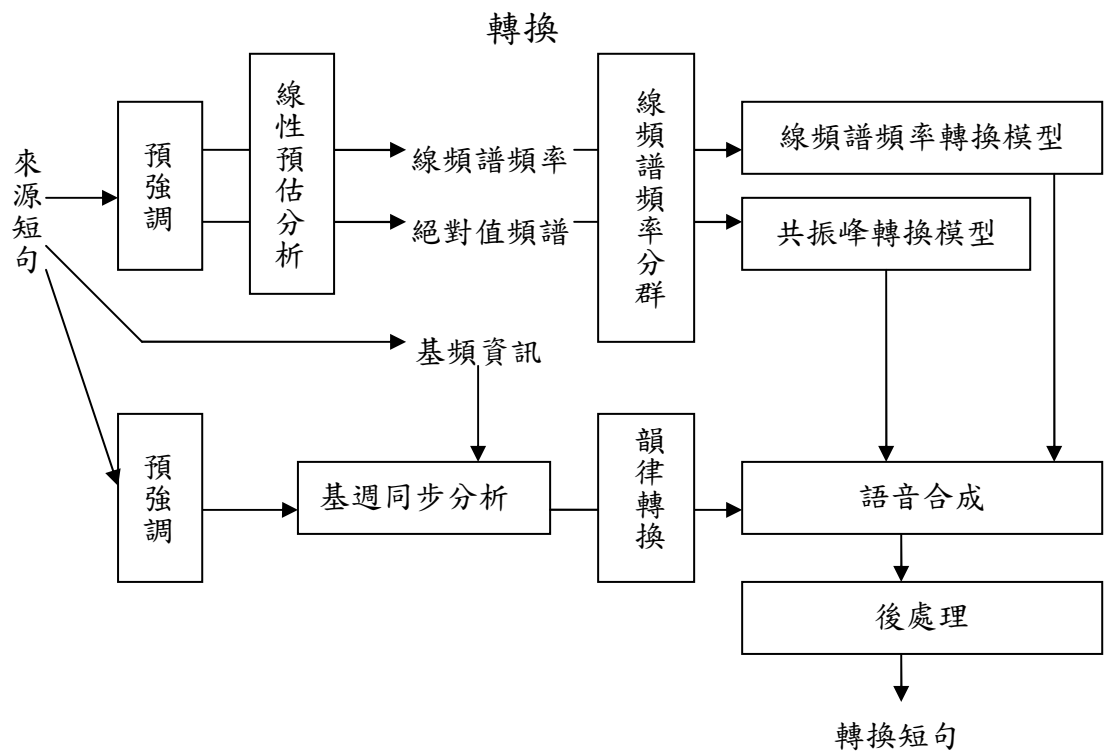 轉換
來源短句
預強調
線性預估分析
線頻譜頻率
絕對值頻譜
線頻譜頻率分群
線頻譜頻率轉換模型
共振峰轉換模型
基頻資訊
預強調
基週同步分析
韻律轉換
語音合成
後處理
轉換短句